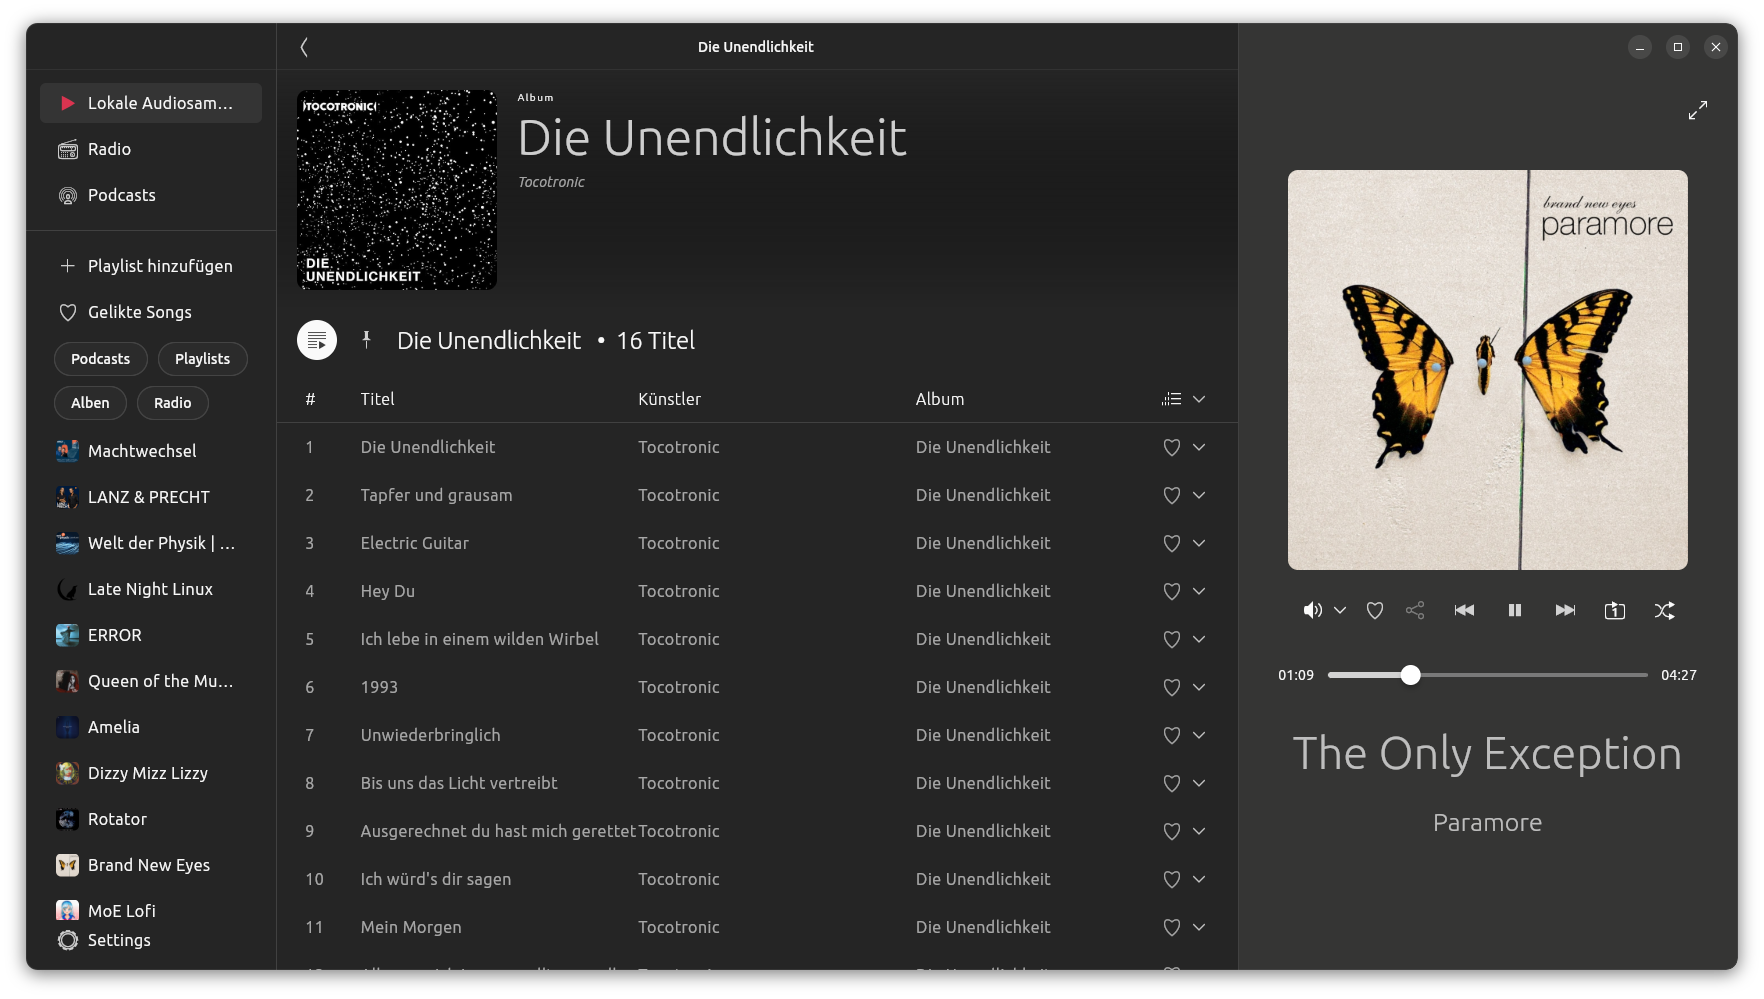 Die Unendlichkeit
Lokale Audiosam...
Radio
Podcasts
Playlist hinzufügen
Gelikte Songs
Podcasts
Playlists
Alben
Radio
Machtwechsel
LANZ & PRECHT
Welt der Physik | ...
Late Night Linux
ERROR
Queen of the Mu...
Amelia
Dizzy Mizz Lizzy
Rotator
Brand New Eyes
MoE Lofi
Settings
TOCOTRONIC
DIE
UNENDLICHKEIT
Album
Die Unendlichkeit
Tocotronic
Die Unendlichkeit • 16 Titel
# Titel Künstler Album
1 Die Unendlichkeit Tocotronic Die Unendlichkeit
2 Tapfer und grausam Tocotronic Die Unendlichkeit
3 Electric Guitar Tocotronic Die Unendlichkeit
4 Hey Du Tocotronic Die Unendlichkeit
5 Ich lebe in einem wilden Wirbel Tocotronic Die Unendlichkeit
6 1993 Tocotronic Die Unendlichkeit
7 Unwiederbringlich Tocotronic Die Unendlichkeit
8 Bis uns das Licht vertreibt Tocotronic Die Unendlichkeit
9 Ausgerechnet du hast mich gerettet Tocotronic Die Unendlichkeit
10 Ich würd's dir sagen Tocotronic Die Unendlichkeit
11 Mein Morgen Tocotronic Die Unendlichkeit
brand new eyes
paramore
1
01:09
04:27
The Only Exception
Paramore